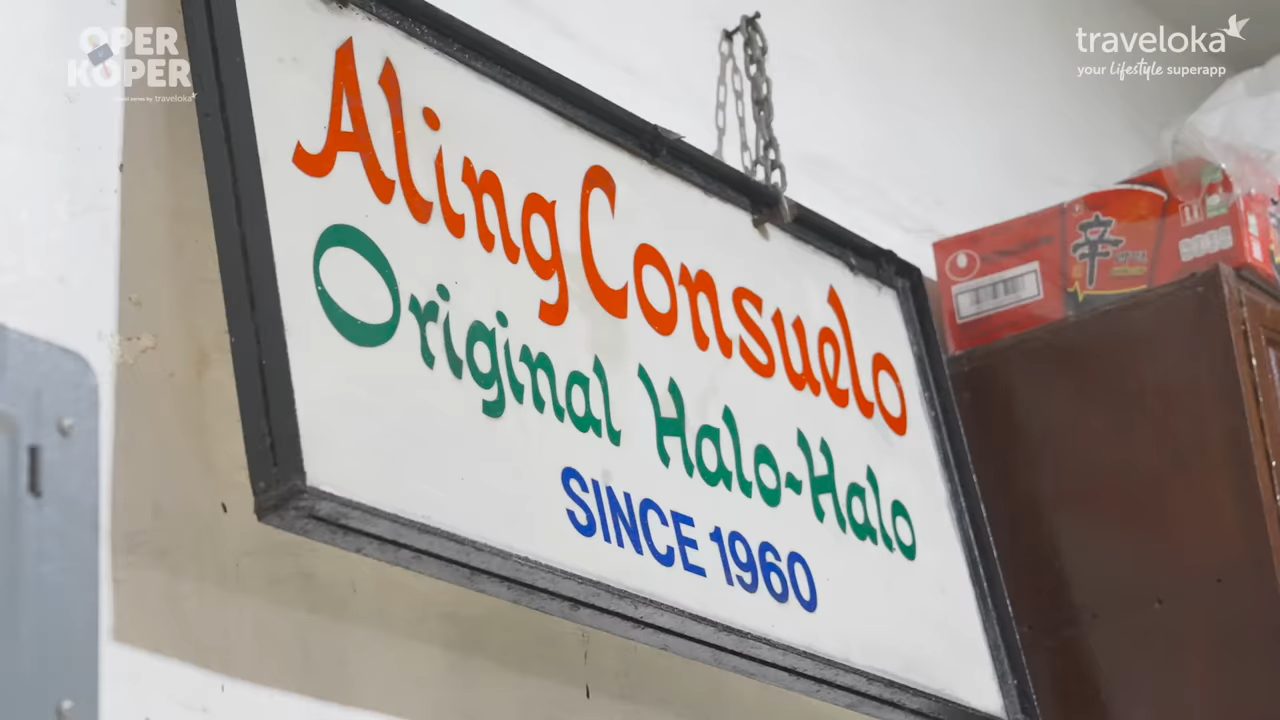 OPER
KOPER
traveloka
your lifestyle superapp
Aling Consuelo
Original Halo-Halo
SINCE 1960
辛